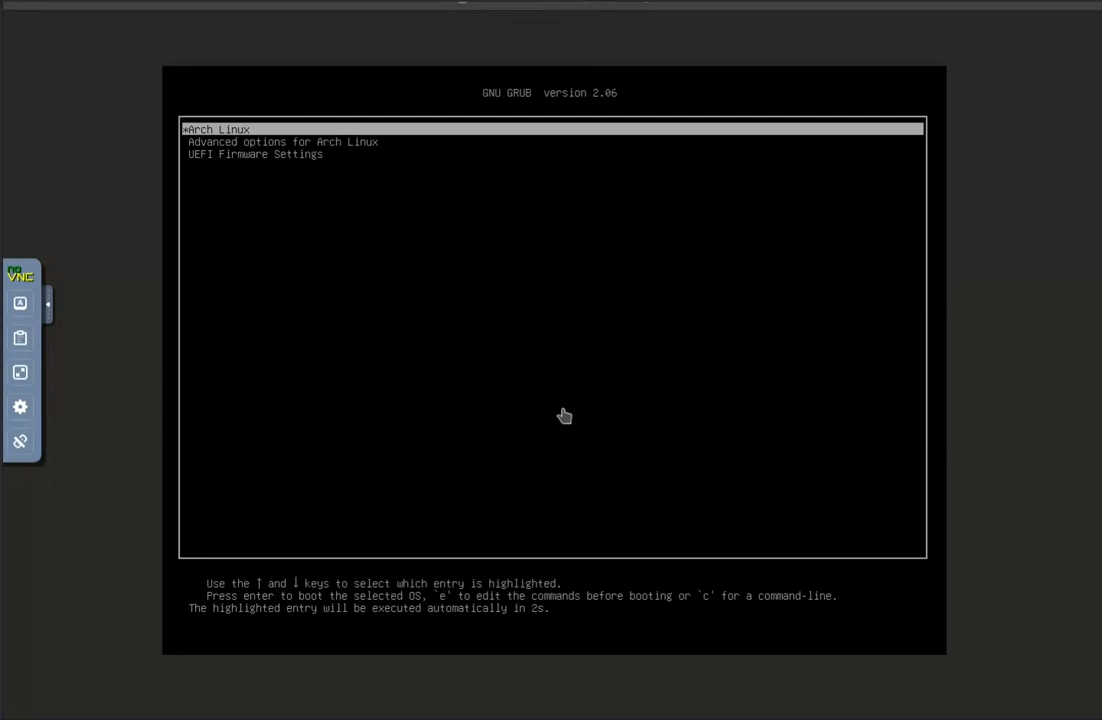 GNU GRUB version 2.06
*Arch Linux
Advanced options for Arch Linux
UEFI Firmware Settings
no
VNC
A
Use the ↑ and ↓ keys to select which entry is highlighted.
Press enter to boot the selected OS, `e' to edit the commands before booting or `c' for a command-line.
The highlighted entry will be executed automatically in 2s.